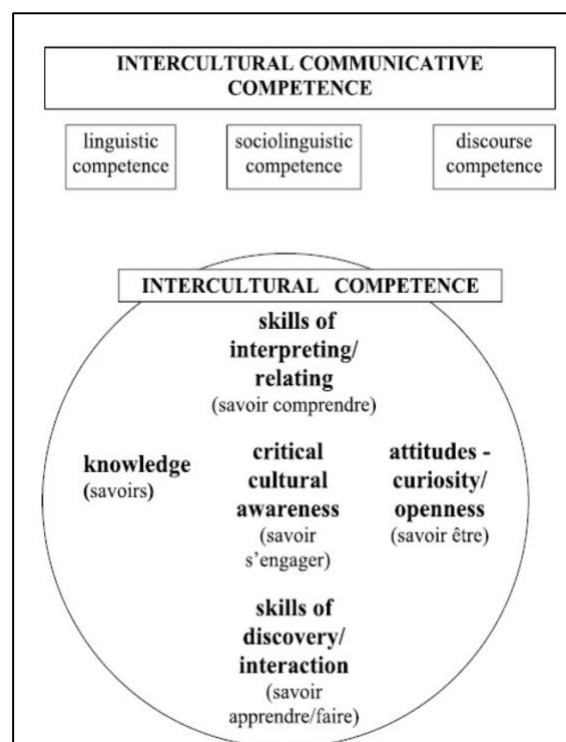 INTERCULTURAL COMMUNICATIVE
COMPETENCE
linguistic
competence
sociolinguistic
competence
discourse
competence
INTERCULTURAL COMPETENCE
skills of
interpreting/
relating
(savoir comprendre)
knowledge
(savoirs)
critical
cultural
awareness
(savoir
s'engager)
attitudes -
curiosity/
openness
(savoir être)
skills of
discovery/
interaction
(savoir
apprendre/faire)